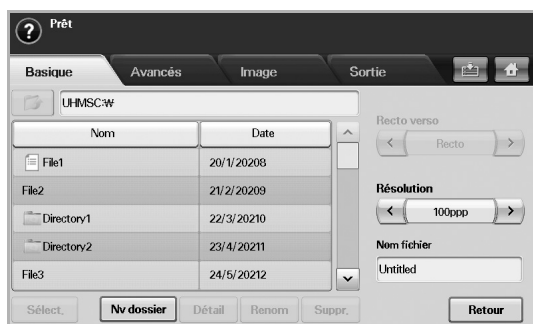 Prêt
Basique Avancés Image Sortie
UHMSC:₩
Nom Date
File1 20/1/20208
File2 21/2/20209
Directory1 22/3/20210
Directory2 23/4/20211
File3 24/5/20212
Recto verso
Recto
Résolution
100ppp
Nom fichier
Untitled
Sélect. Nv dossier Détail Renom Suppr. Retour